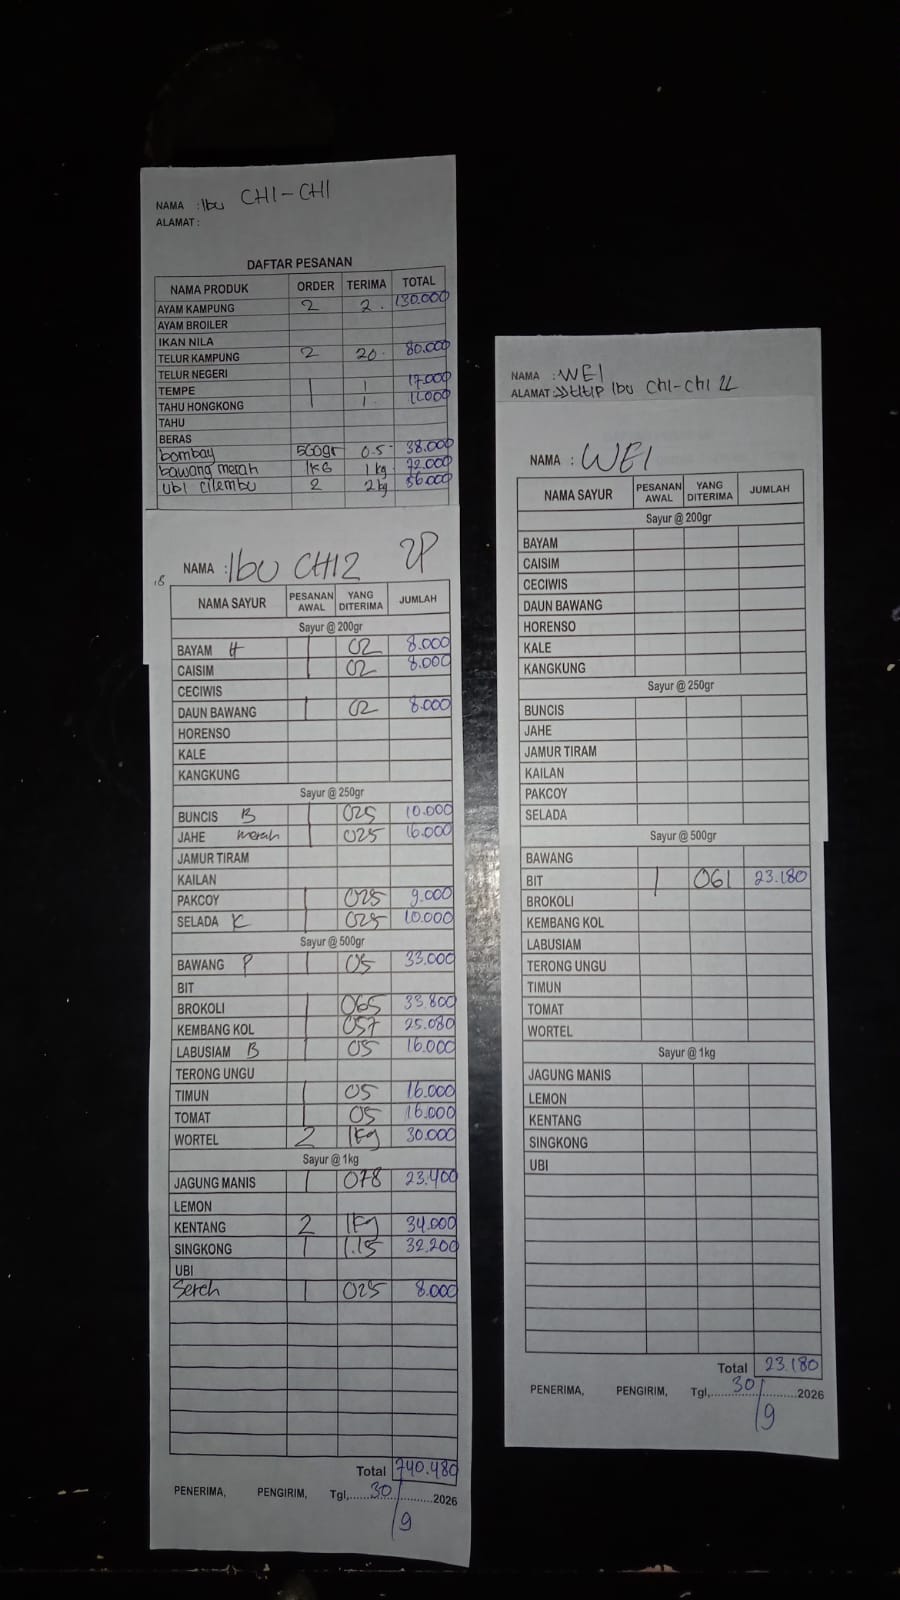 NAMA : Ibu CHI-CHI
ALAMAT :
DAFTAR PESANAN
NAMA PRODUK ORDER TERIMA TOTAL
AYAM KAMPUNG 2 2. 130.000
AYAM BROILER
IKAN NILA
TELUR KAMPUNG 2 20. 80.000
TELUR NEGERI
TEMPE 1 1 17.000
TAHU HONGKONG 1 1. 11.000
TAHU
BERAS
bombay 500gr 0.5 38.000
bawang merah 1KG 1 kg. 72.000
ubi cilembu 2 2 kg 56.000
NAMA : Ibu CHI2 2P
NAMA SAYUR PESANAN AWAL YANG DITERIMA JUMLAH
Sayur @ 200gr
BAYAM H 1 02 8.000
CAISIM 1 02 8.000
CECIWIS
DAUN BAWANG 1 02 8.000
HORENSO
KALE
KANGKUNG
Sayur @ 250gr
BUNCIS B 1 025 10.000
JAHE merah 1 025 16.000
JAMUR TIRAM
KAILAN
PAKCOY 1 025 9.000
SELADA K 1 025 10.000
Sayur @ 500gr
BAWANG P 1 05 33.000
BIT
BROKOLI 1 065 33.800
KEMBANG KOL 1 057 25.080
LABUSIAM B 1 05 16.000
TERONG UNGU
TIMUN 1 05 16.000
TOMAT 1 05 16.000
WORTEL 2 1Kg 30.000
Sayur @ 1kg
JAGUNG MANIS 1 078 23.400
LEMON
KENTANG 2 1Kg 34.000
SINGKONG 1 1.15 32.200
UBI
Sereh 1 025 8.000
Total 740.480
PENERIMA, PENGIRIM, Tgl,......30/9......2026
NAMA : WEI
ALAMAT : >> titip Ibu CHI-CHI
NAMA : WEI
NAMA SAYUR PESANAN AWAL YANG DITERIMA JUMLAH
Sayur @ 200gr
BAYAM
CAISIM
CECIWIS
DAUN BAWANG
HORENSO
KALE
KANGKUNG
Sayur @ 250gr
BUNCIS
JAHE
JAMUR TIRAM
KAILAN
PAKCOY
SELADA
Sayur @ 500gr
BAWANG
BIT 1 061 23.180
BROKOLI
KEMBANG KOL
LABUSIAM
TERONG UNGU
TIMUN
TOMAT
WORTEL
Sayur @ 1kg
JAGUNG MANIS
LEMON
KENTANG
SINGKONG
UBI
Total 23.180
PENERIMA, PENGIRIM, Tgl,......30/9......2026